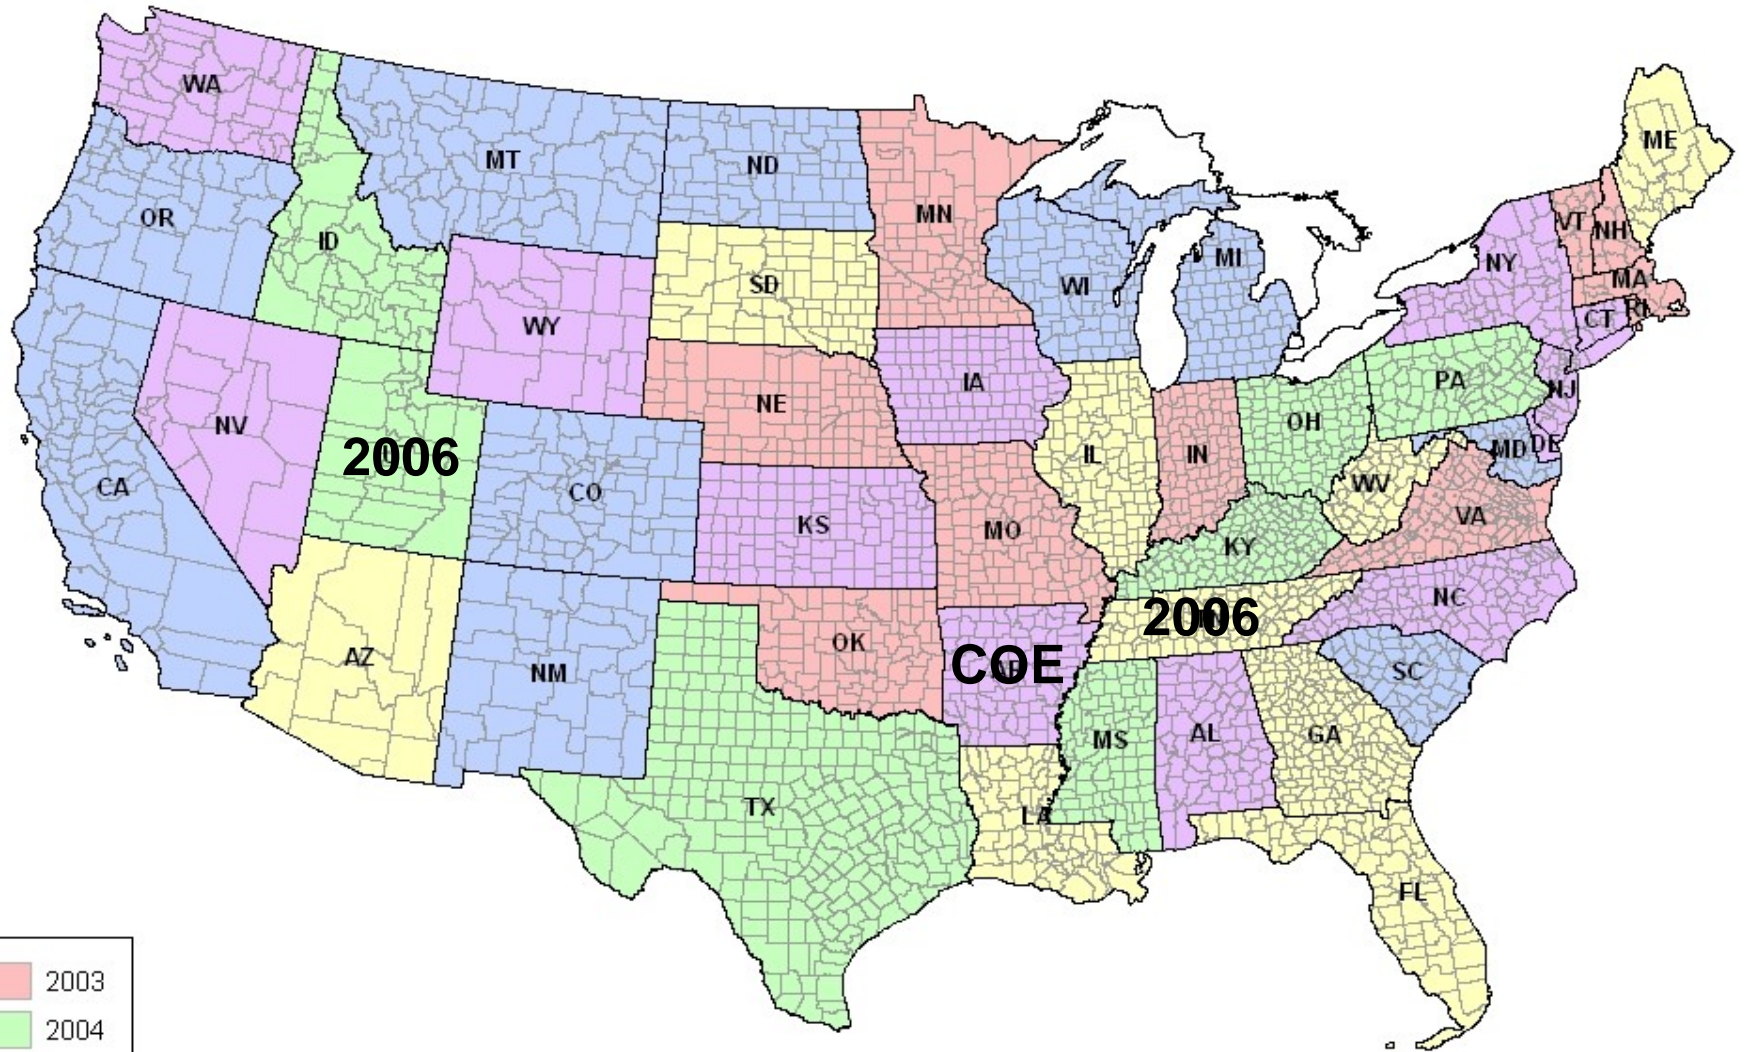 WA
MT
ND
MN
ME
OR
ID
SD
WI
MI
NY
VT
NH
MA
RI
CT
WY
IA
NE
PA
NJ
NV
2006
CO
IL
IN
OH
MD
DE
WV
CA
KS
MO
KY
VA
2006
NC
AZ
NM
OK
COE
SC
TX
MS
AL
GA
LA
FL
2003
2004